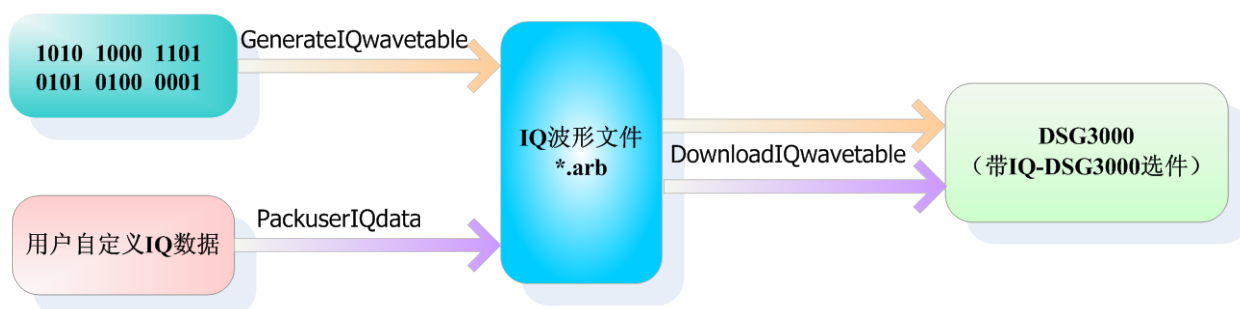 1010 1000 1101
0101 0100 0001
GenerateIQwavetable
用户自定义IQ数据
PackuserIQdata
IQ波形文件
*.arb
DownloadIQwavetable
DSG3000
（带IQ-DSG3000选件）